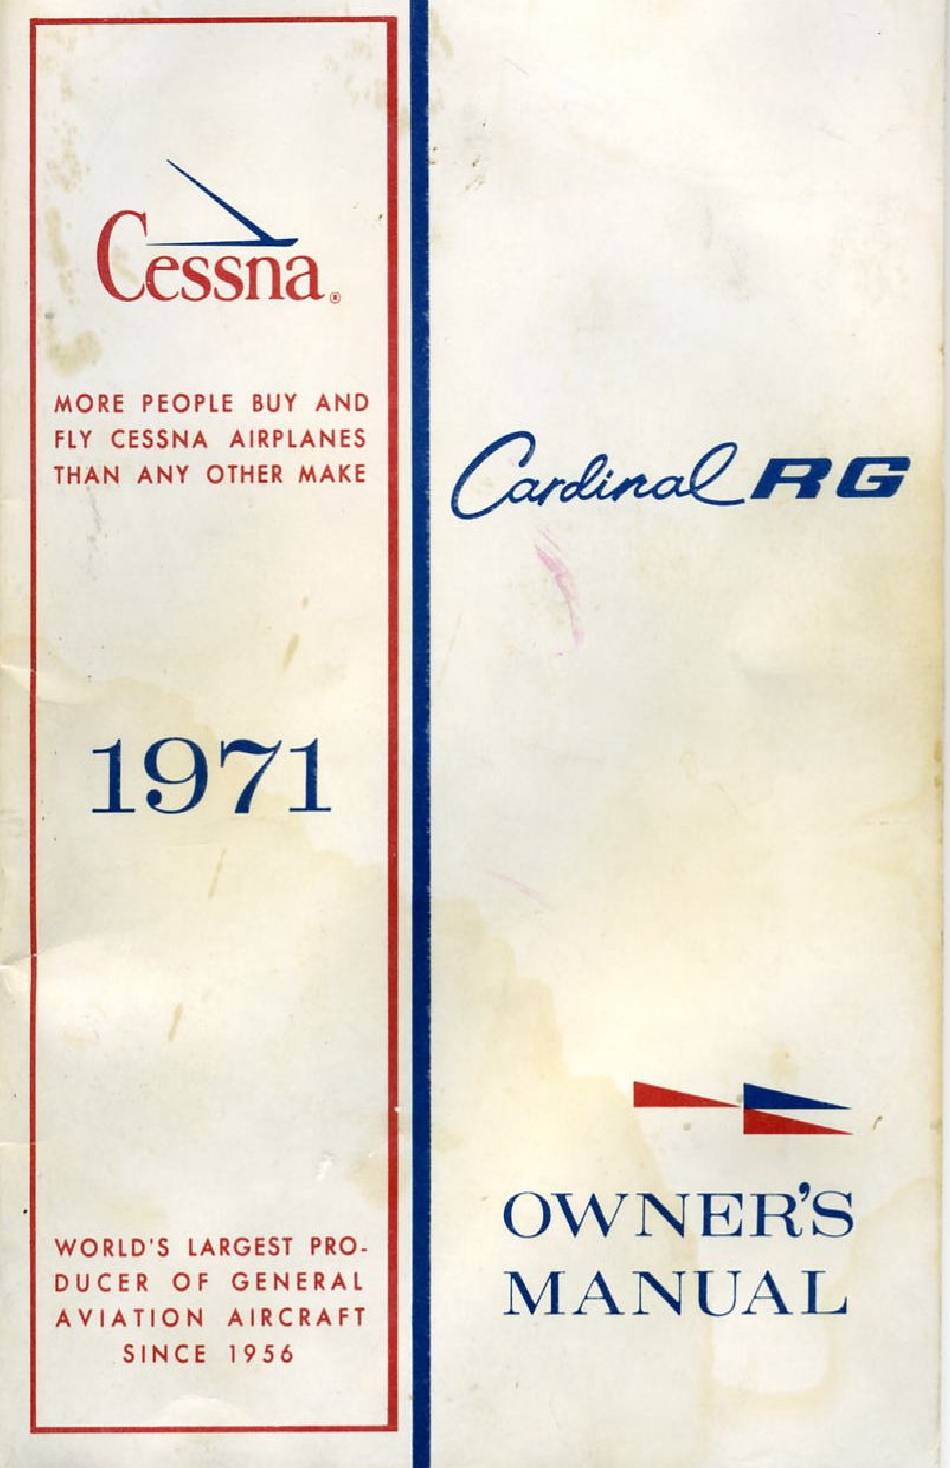 Cessna®
MORE PEOPLE BUY AND
FLY CESSNA AIRPLANES
THAN ANY OTHER MAKE
1971
WORLD'S LARGEST PRO-
DUCER OF GENERAL
AVIATION AIRCRAFT
SINCE 1956
Cardinal RG
OWNER'S
MANUAL